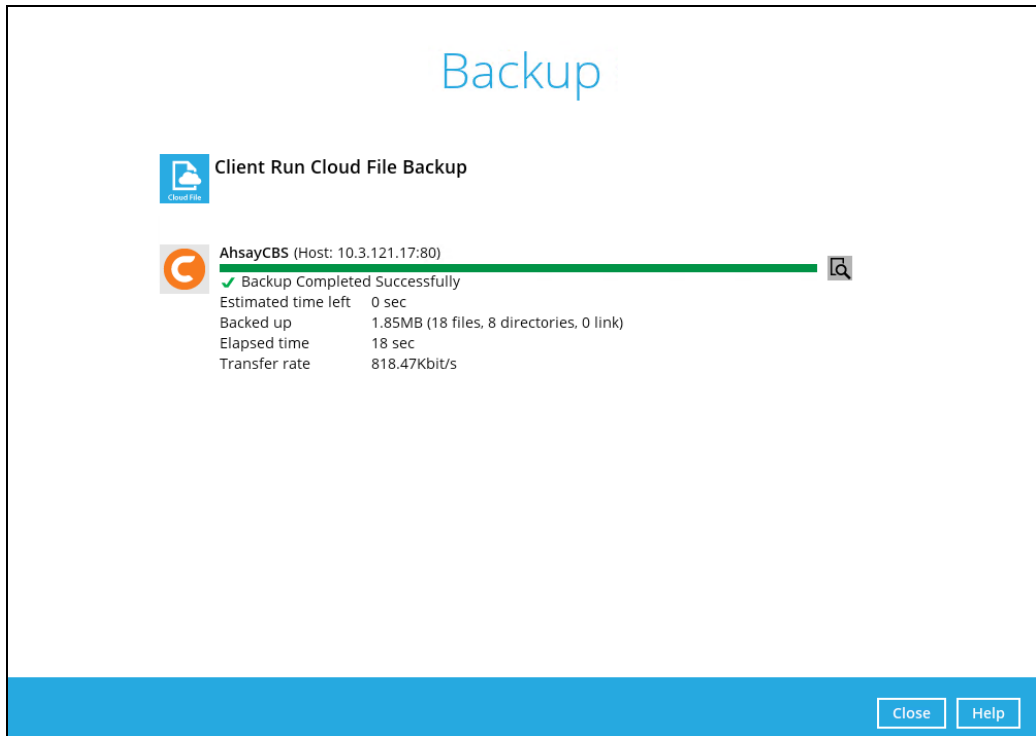 Backup
Client Run Cloud File Backup
Cloud File
AhsayCBS (Host: 10.3.121.17:80)
Backup Completed Successfully
Estimated time left 0 sec
Backed up 1.85MB (18 files, 8 directories, 0 link)
Elapsed time 18 sec
Transfer rate 818.47Kbit/s
Close Help